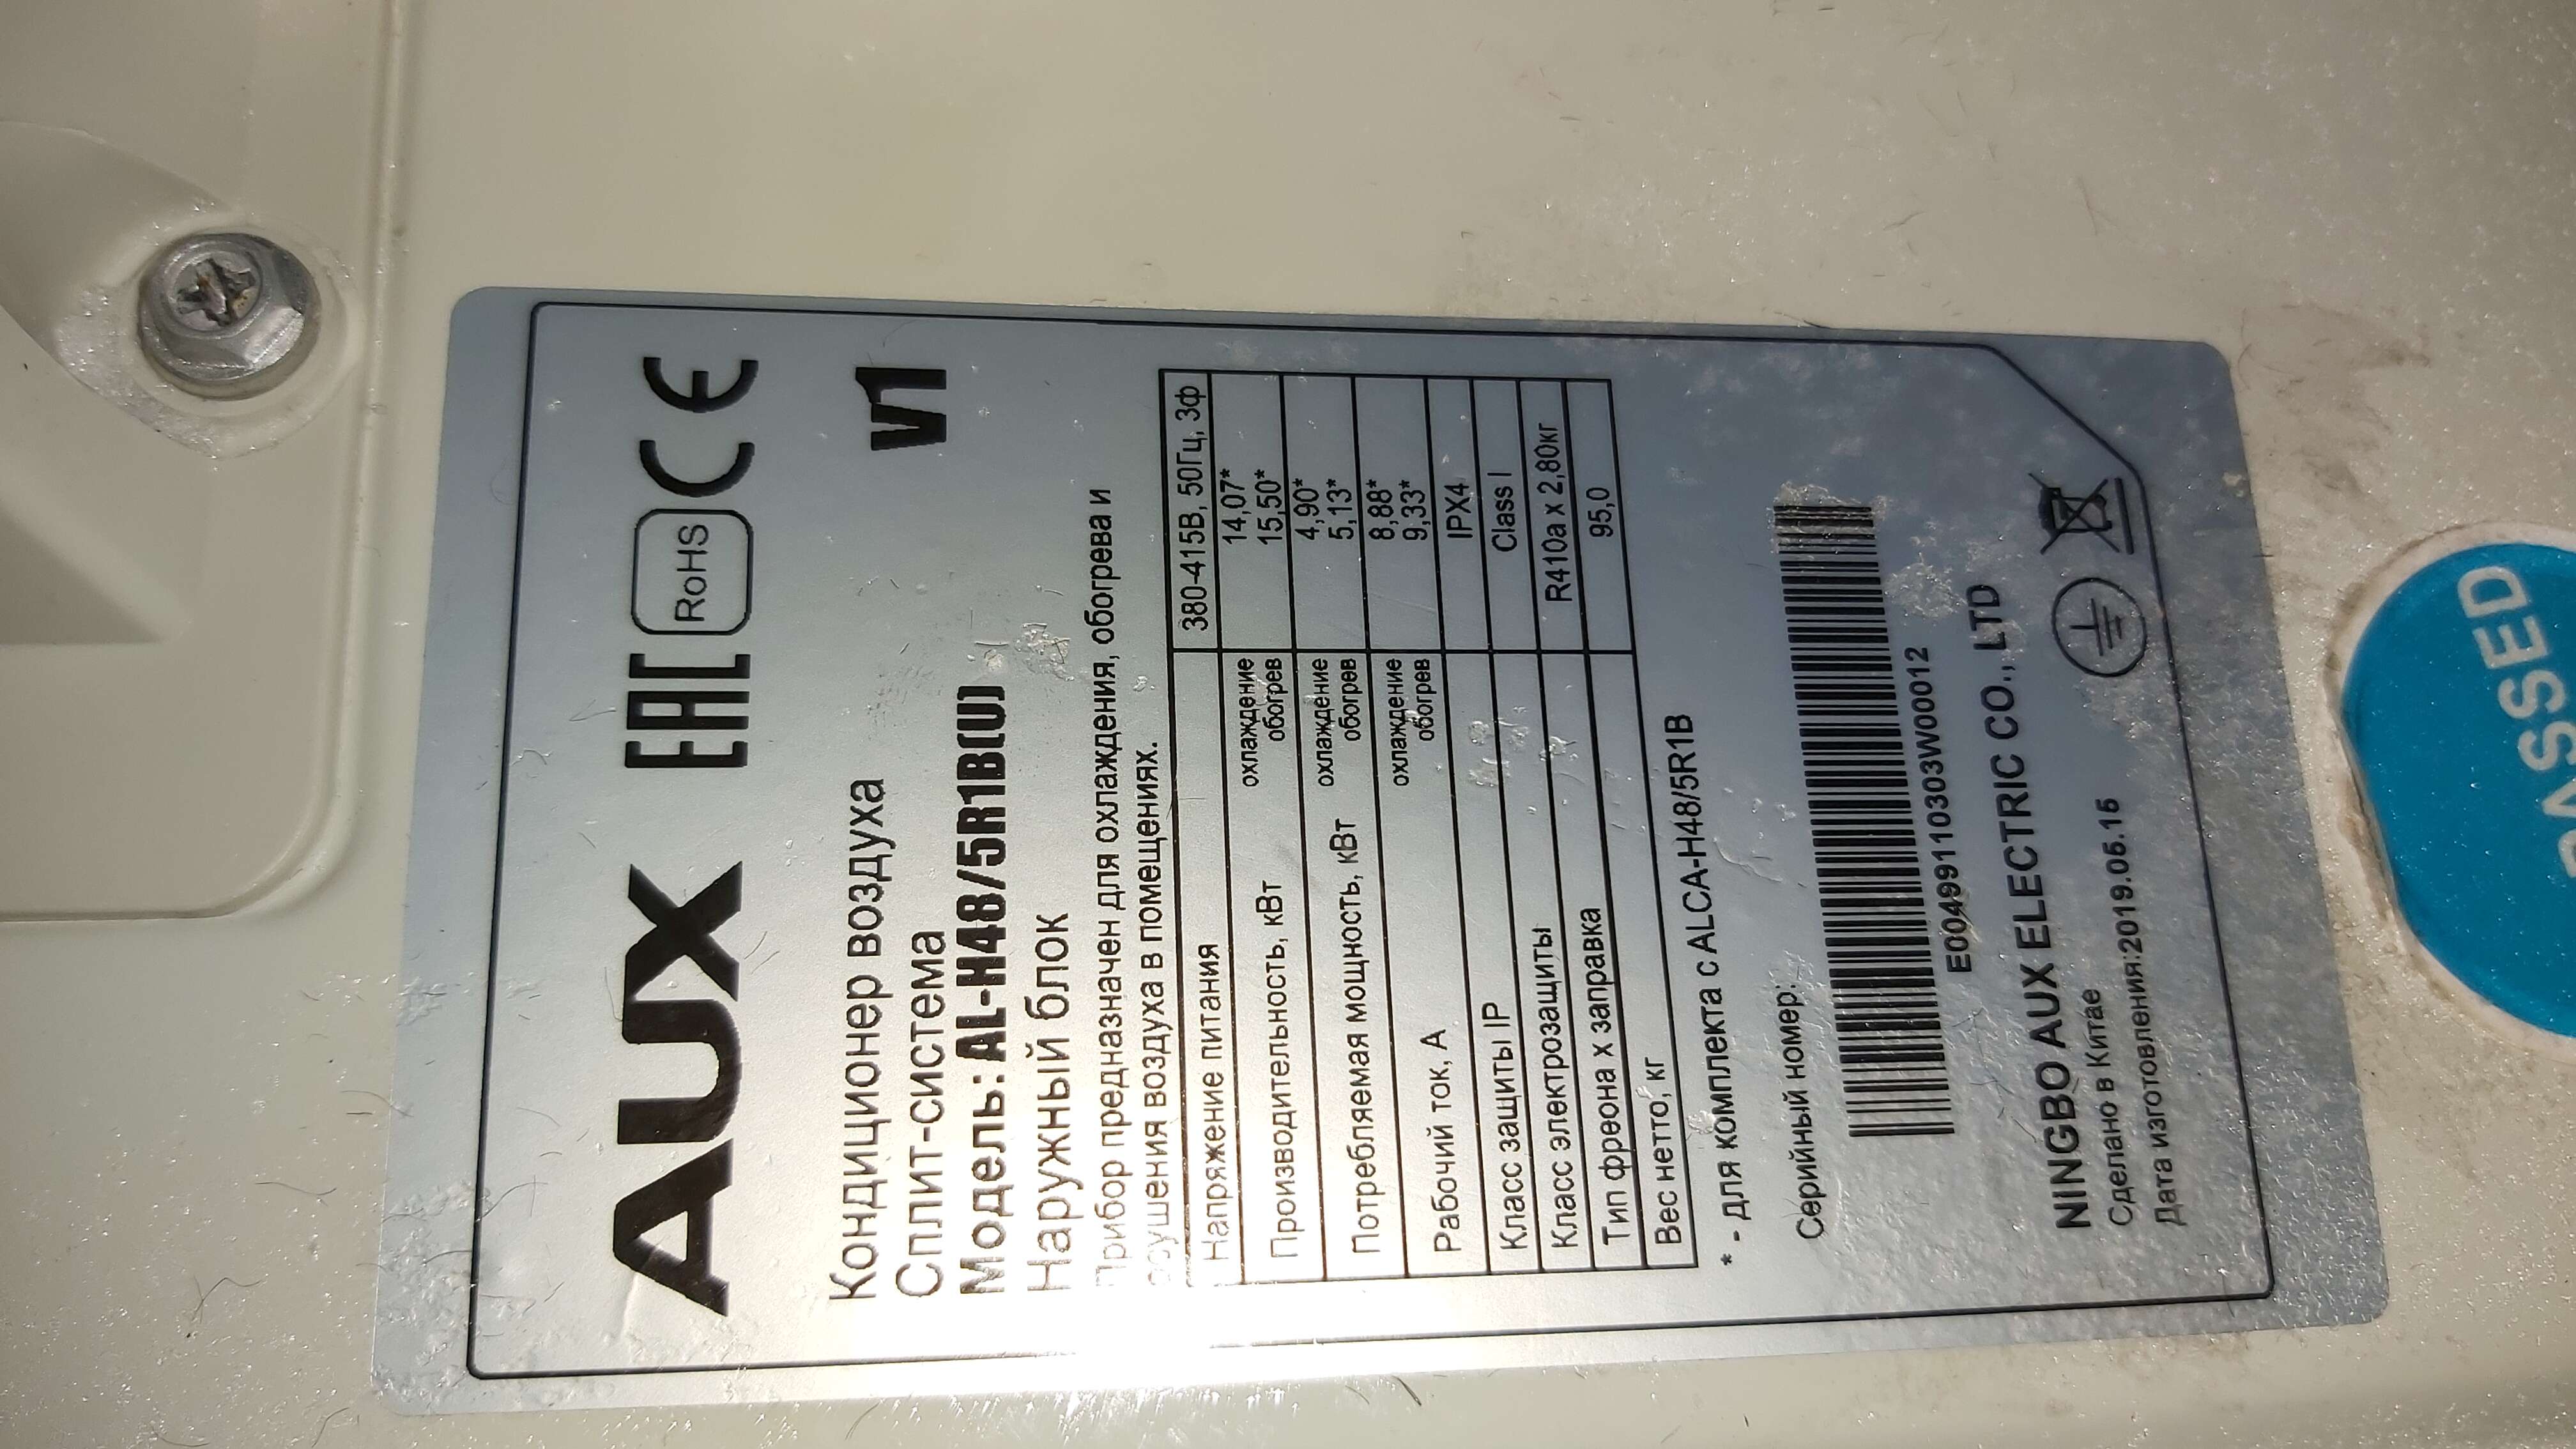 AUX EAC RoHS CE
Кондиционер воздуха
Сплит-система V1
Модель: AL-H48/5R1B(U)
Наружный блок
Прибор предназначен для охлаждения, обогрева и
осушения воздуха в помещениях.
Напряжение питания 380-415В, 50Гц, 3ф
Производительность, кВт охлаждение 14,07*
обогрев 15,50*
Потребляемая мощность, кВт охлаждение 4,90*
обогрев 5,13*
Рабочий ток, А охлаждение 8,88*
обогрев 9,33*
Класс защиты IP IPX4
Класс электрозащиты Class I
Тип фреона х заправка R410a x 2,80кг
Вес нетто, кг 95,0
* - для комплекта с ALCA-H48/5R1B
Серийный номер:
E0049911030303W00012
NINGBO AUX ELECTRIC CO., LTD
Сделано в Китае
Дата изготовления:2019.05.15
PASSED